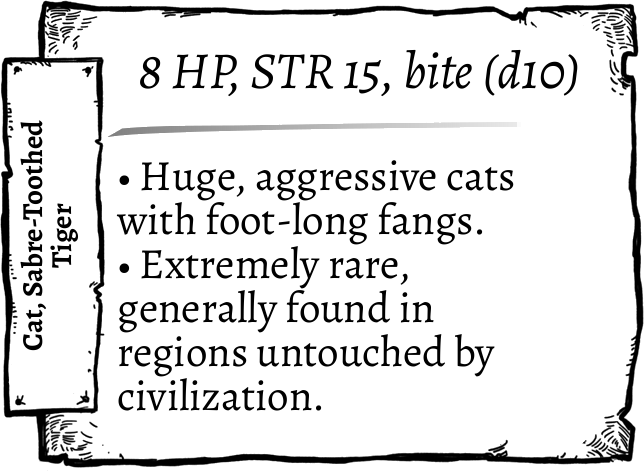 8 HP, STR 15, bite (d10)
Cat, Sabre-Toothed
Tiger
• Huge, aggressive cats
with foot-long fangs.
• Extremely rare,
generally found in
regions untouched by
civilization.